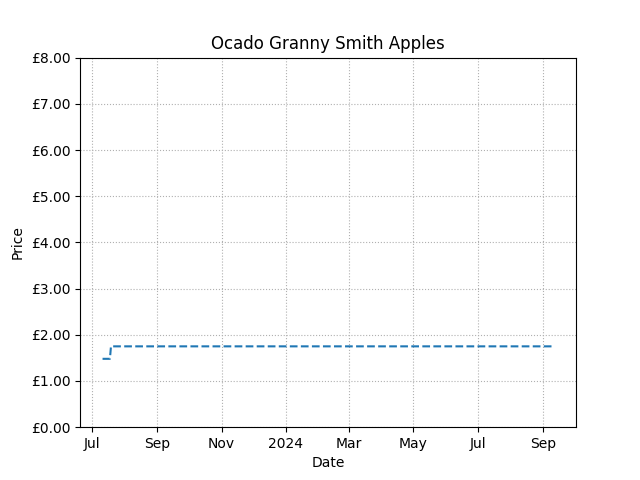 Ocado Granny Smith Apples
£8.00
£7.00
£6.00
£5.00
£4.00
£3.00
£2.00
£1.00
£0.00
Price
Jul Sep Nov 2024 Mar May Jul Sep
Date